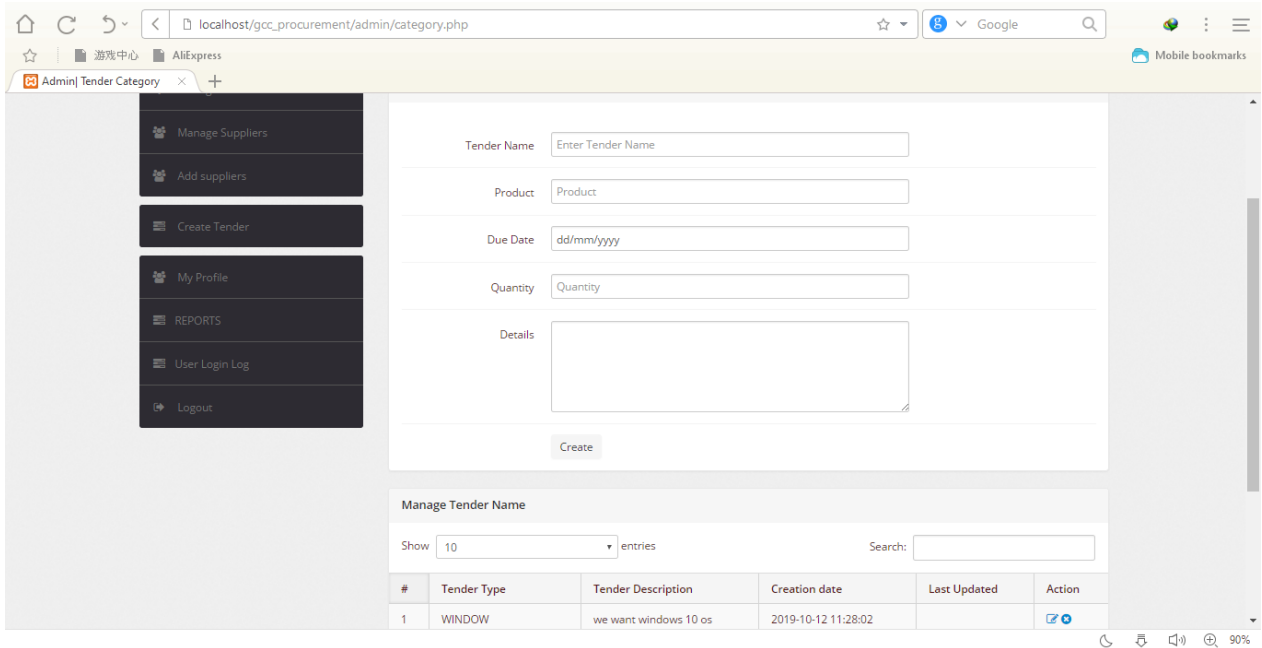 localhost/gcc_procurement/admin/category.php
Google
游戏中心 AliExpress
Mobile bookmarks
Admin| Tender Category
Manage Suppliers
Add suppliers
Create Tender
My Profile
REPORTS
User Login Log
Logout
Tender Name Enter Tender Name
Product Product
Due Date dd/mm/yyyy
Quantity Quantity
Details
Create
Manage Tender Name
Show 10 entries Search:
# Tender Type Tender Description Creation date Last Updated Action
1 WINDOW we want windows 10 os 2019-10-12 11:28:02
90%